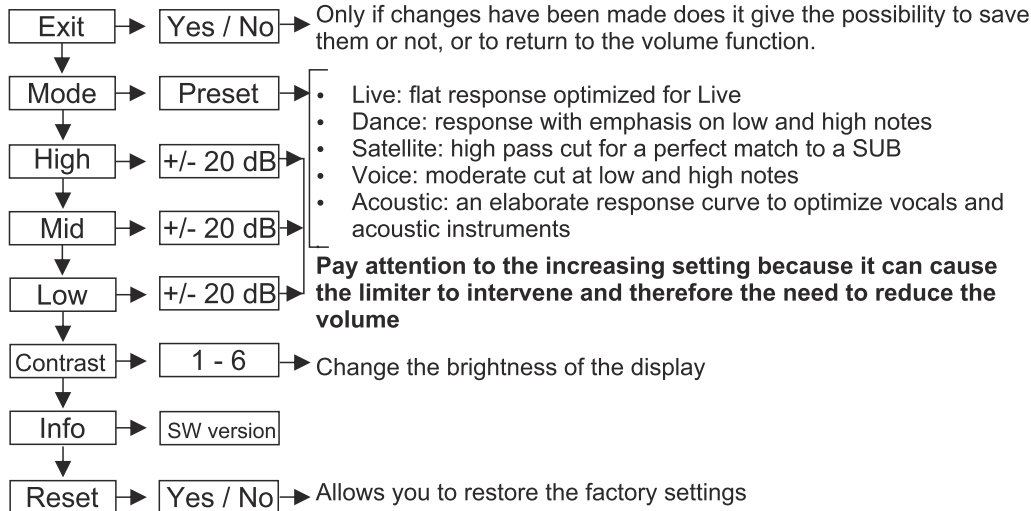 Exit Yes / No Only if changes have been made does it give the possibility to save
them or not, or to return to the volume function.
Mode Preset
• Live: flat response optimized for Live
• Dance: response with emphasis on low and high notes
• Satellite: high pass cut for a perfect match to a SUB
• Voice: moderate cut at low and high notes
• Acoustic: an elaborate response curve to optimize vocals and
acoustic instruments
High +/- 20 dB
Mid +/- 20 dB
Low +/- 20 dB
Pay attention to the increasing setting because it can cause
the limiter to intervene and therefore the need to reduce the
volume
Contrast 1 - 6 Change the brightness of the display
Info SW version
Reset Yes / No Allows you to restore the factory settings